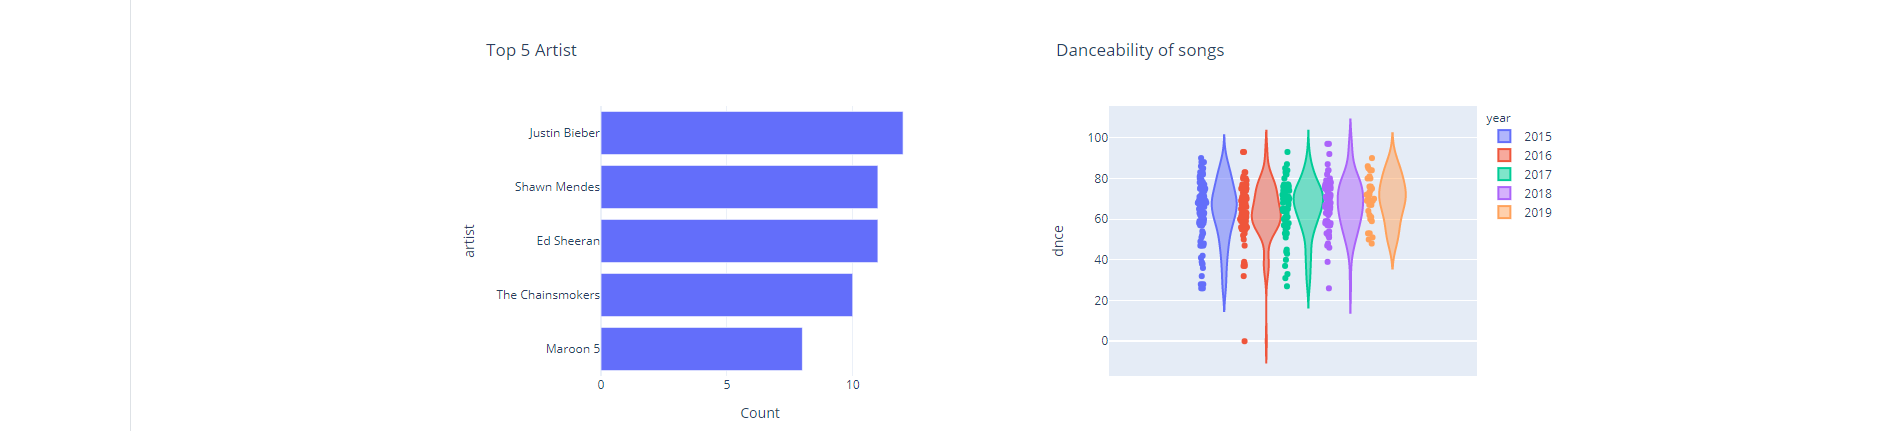 Top 5 Artist
artist
Justin Bieber
Shawn Mendes
Ed Sheeran
The Chainsmokers
Maroon 5
0 5 10
Count
Danceability of songs
dnce
100
80
60
40
20
0
year
2015
2016
2017
2018
2019